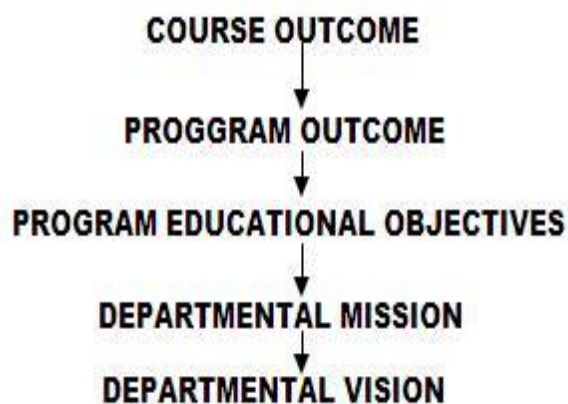 COURSE OUTCOME
PROGGRAM OUTCOME
PROGRAM EDUCATIONAL OBJECTIVES
DEPARTMENTAL MISSION
DEPARTMENTAL VISION